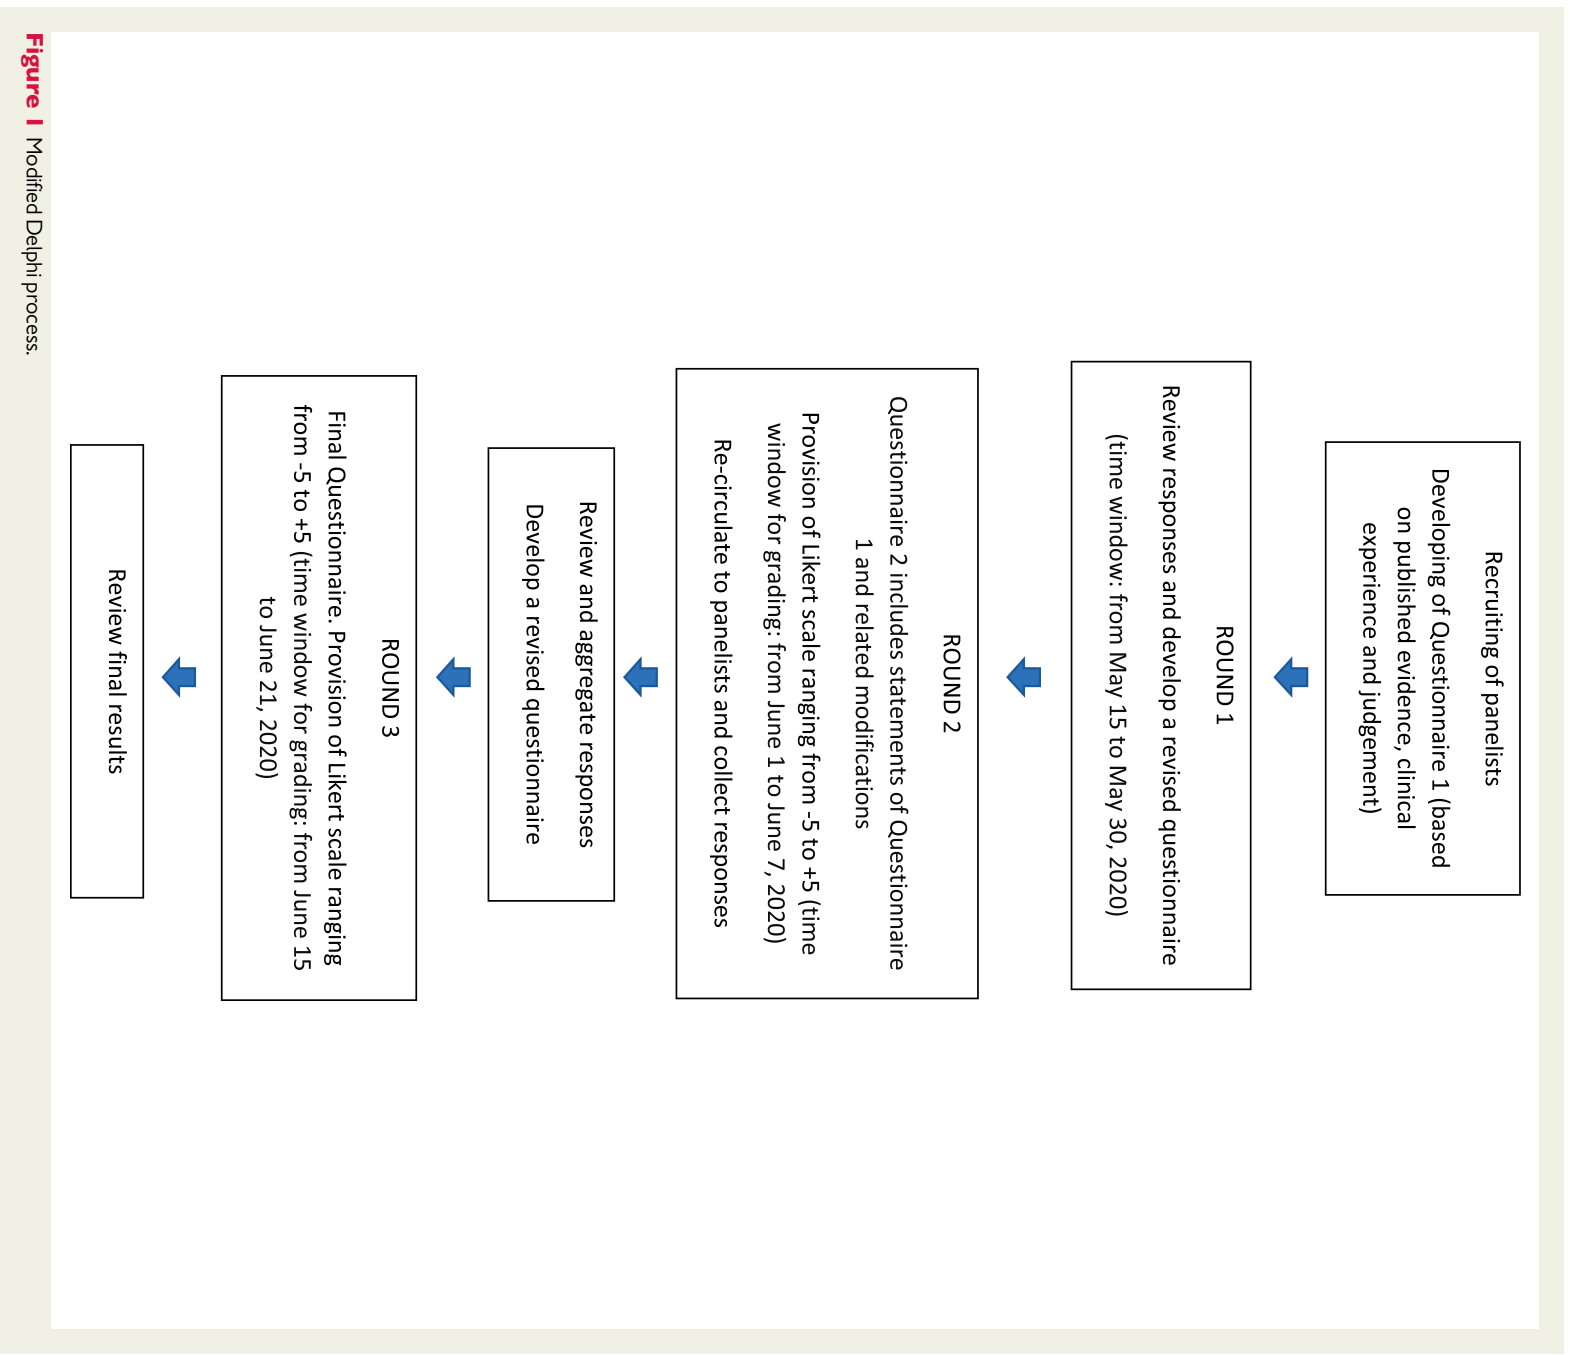 Recruiting of panelists
Developing of Questionnaire 1 (based
on published evidence, clinical
experience and judgement)
ROUND 1
Review responses and develop a revised questionnaire
(time window: from May 15 to May 30, 2020)
ROUND 2
Questionnaire 2 includes statements of Questionnaire
1 and related modifications
Provision of Likert scale ranging from -5 to +5 (time
window for grading: from June 1 to June 7, 2020)
Re-circulate to panelists and collect responses
Review and aggregate responses
Develop a revised questionnaire
ROUND 3
Final Questionnaire. Provision of Likert scale ranging
from -5 to +5 (time window for grading: from June 15
to June 21, 2020)
Review final results
Figure 1 Modified Delphi process.